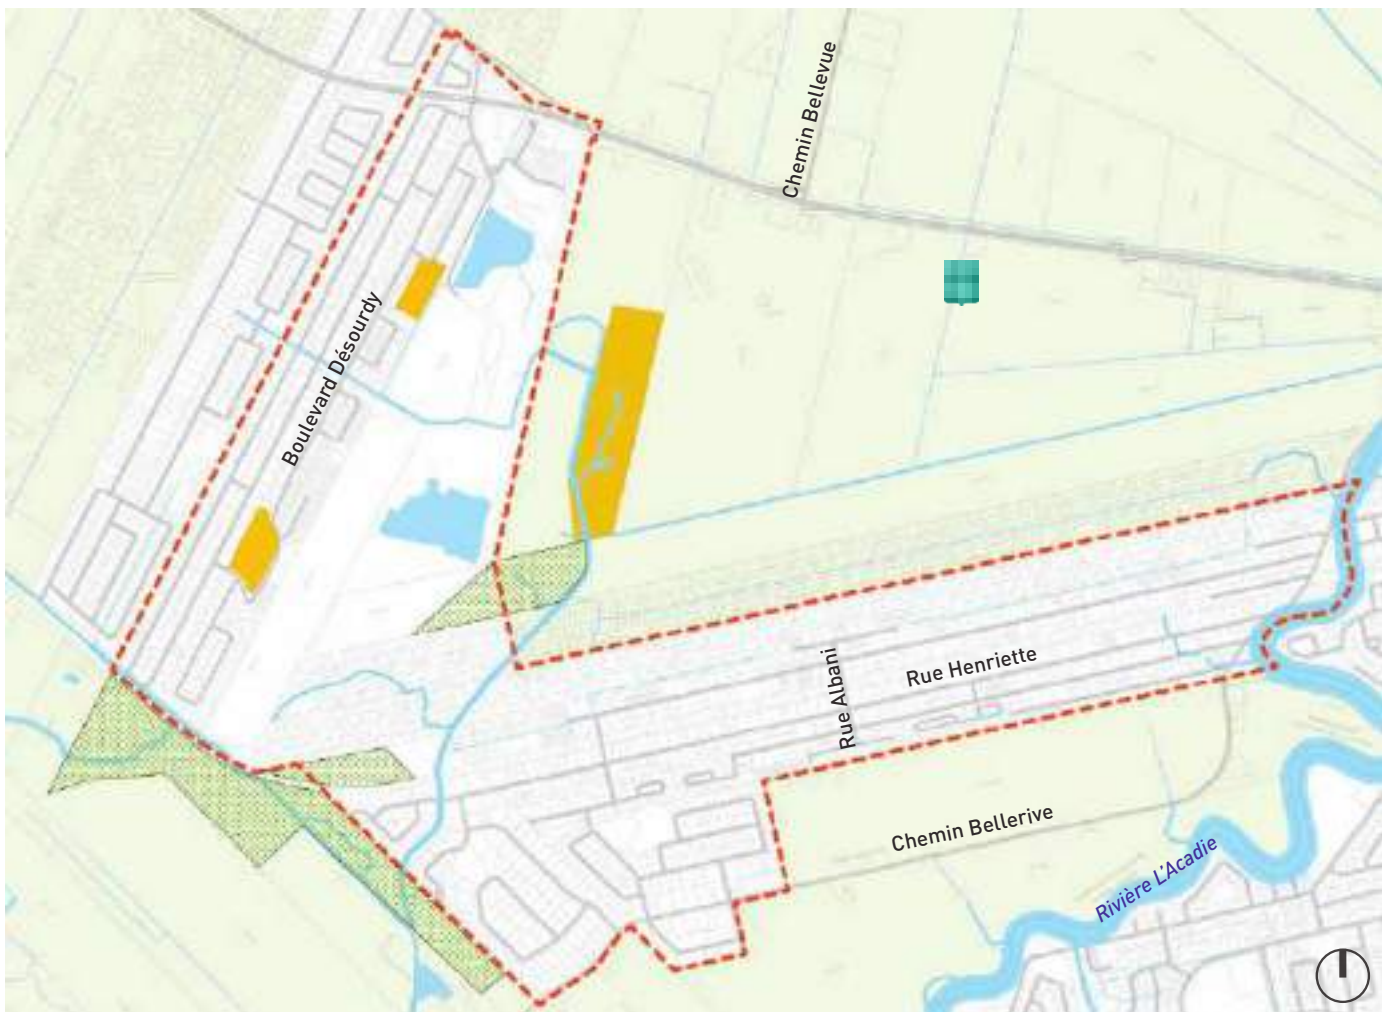 Chemin Bellevue
Boulevard Désourdy
Rue Albani
Rue Henriette
Chemin Bellerive
Rivière L'Acadie